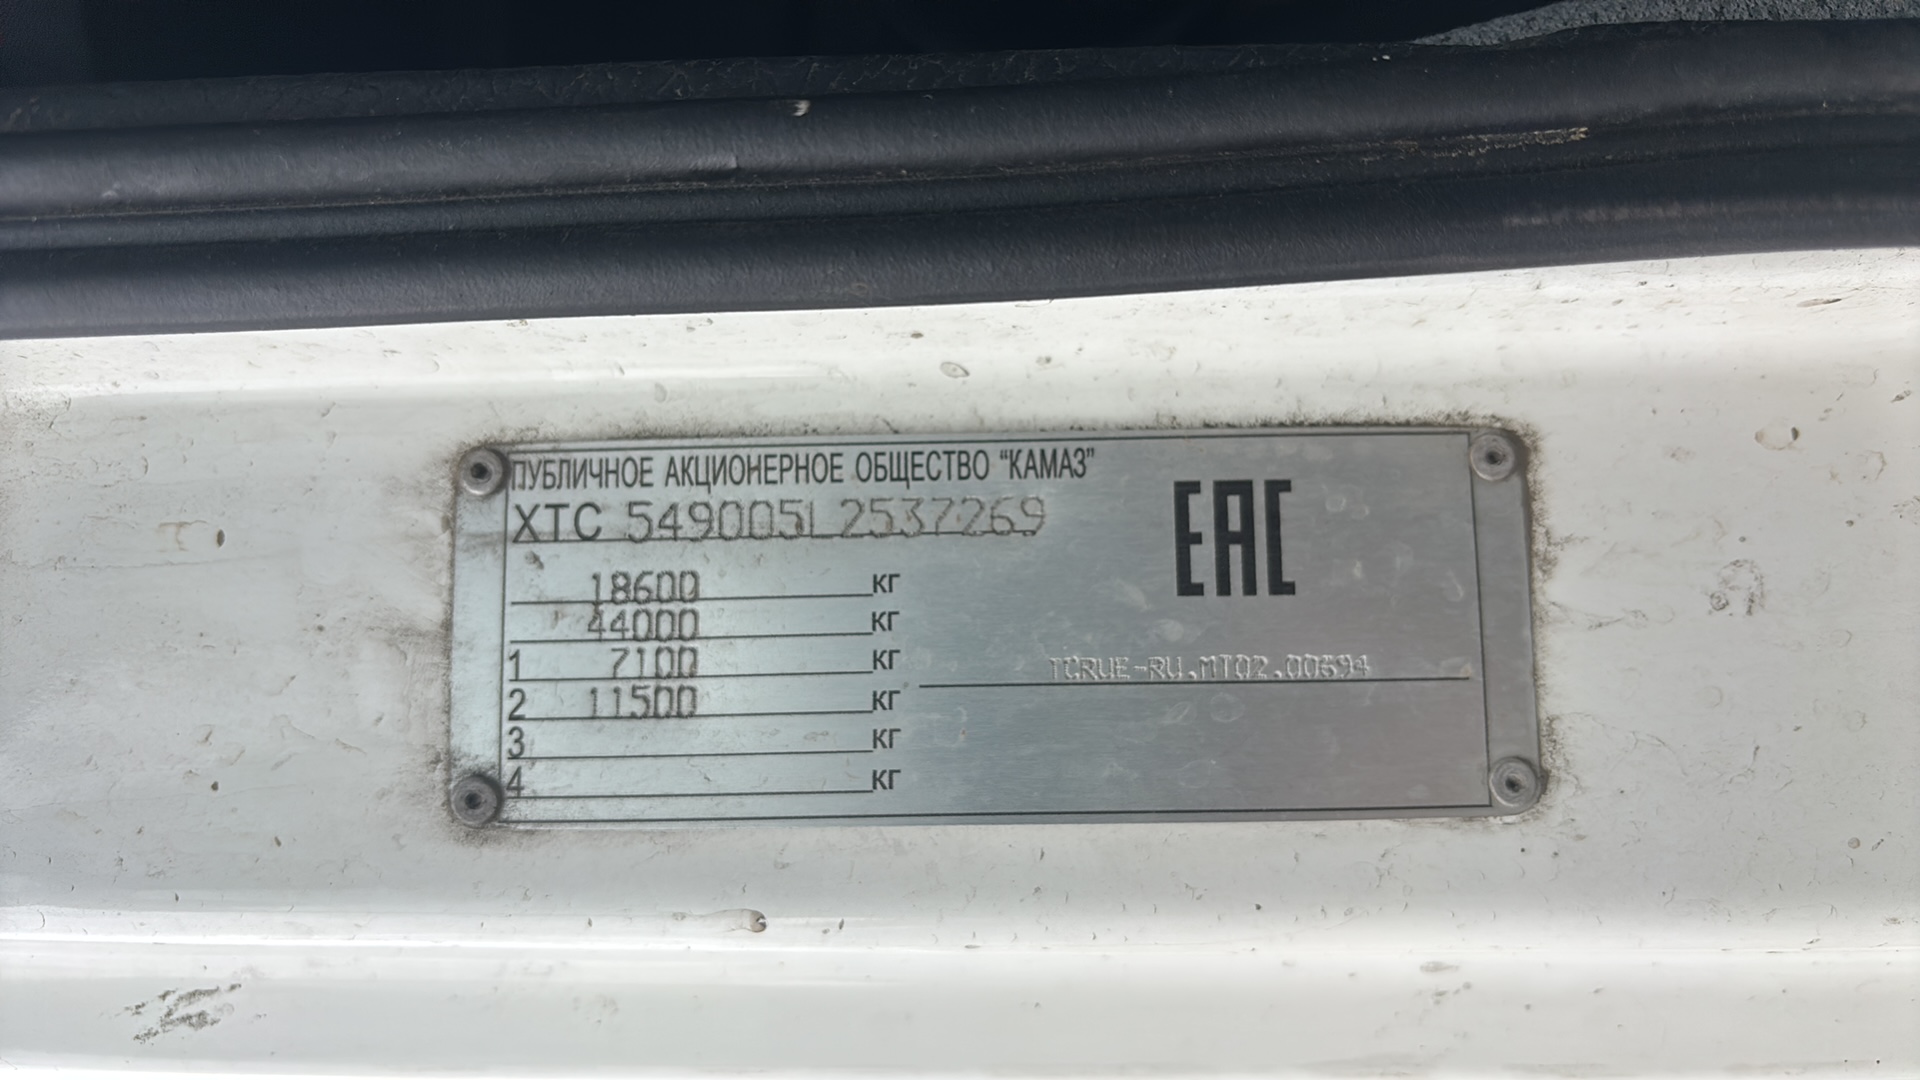 ПУБЛИЧНОЕ АКЦИОНЕРНОЕ ОБЩЕСТВО “КАМАЗ”
XTC 549005L2537269
EAC
18600 кг
44000 кг
1 7100 кг
TCRUE-RU.MT02.00694
2 11500 кг
3 кг
4 кг